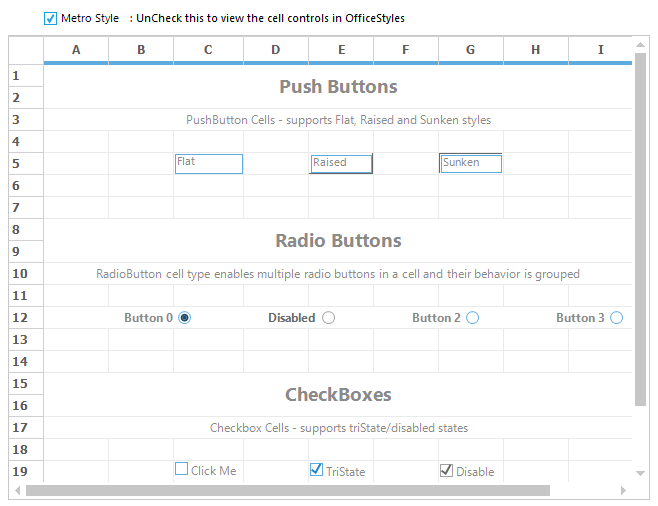 Metro Style : UnCheck this to view the cell controls in OfficeStyles
A B C D E F G H I
1
Push Buttons
2
3 PushButton Cells - supports Flat, Raised and Sunken styles
4
5 Flat Raised Sunken
6
7
8
Radio Buttons
9
10 RadioButton cell type enables multiple radio buttons in a cell and their behavior is grouped
11
12 Button 0 Disabled Button 2 Button 3
13
14
15
CheckBoxes
16
17 Checkbox Cells - supports triState/disabled states
18
19 Click Me TriState Disable